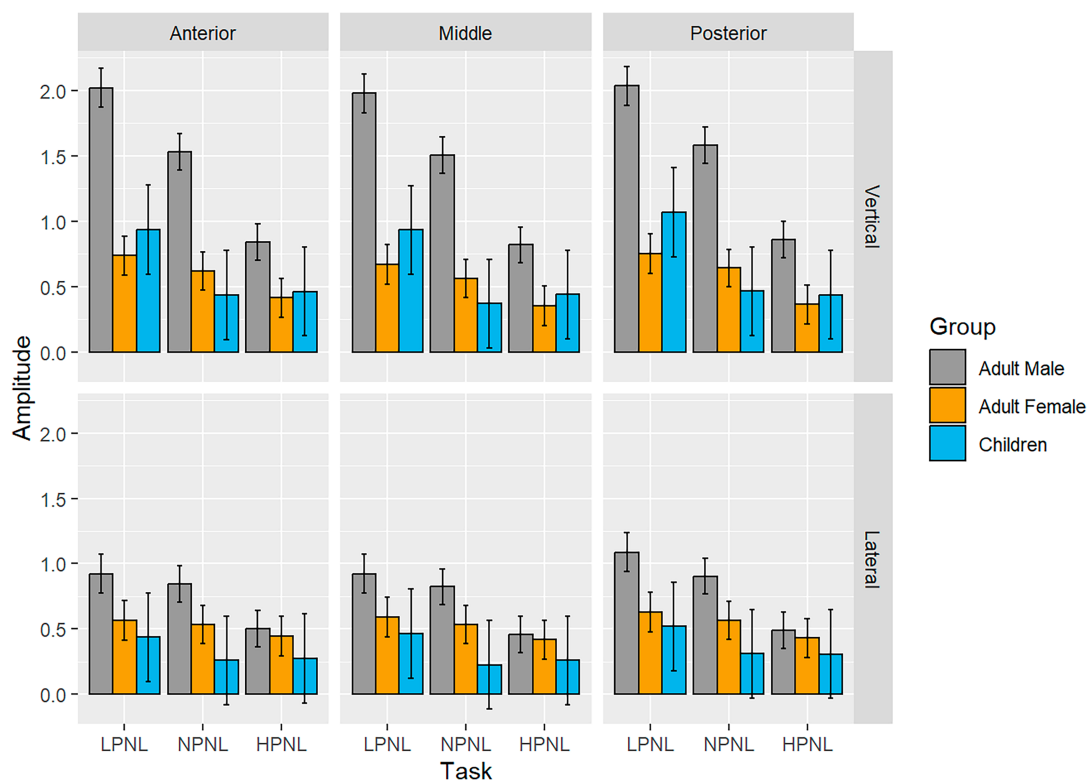 Anterior Middle Posterior
Amplitude
2.0
1.5
1.0
0.5
0.0
Vertical
2.0
1.5
1.0
0.5
0.0
Lateral
LPNL NPNL HPNL LPNL NPNL HPNL LPNL NPNL HPNL
Task
Group
Adult Male
Adult Female
Children